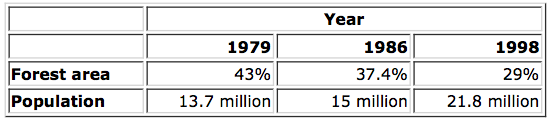 Year
1979 1986 1998
Forest area 43% 37.4% 29%
Population 13.7 million 15 million 21.8 million